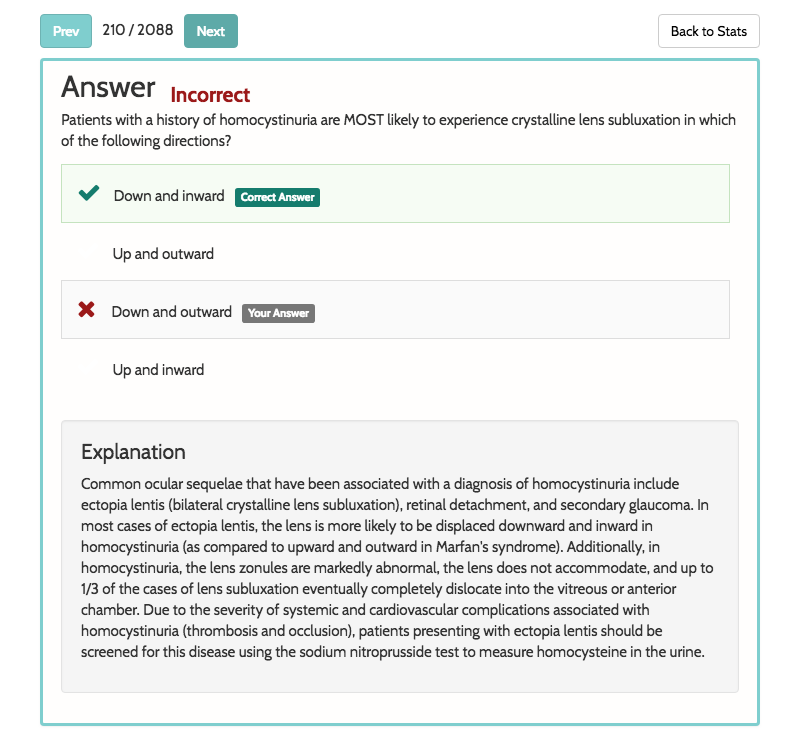 Prev 210 / 2088 Next Back to Stats
Answer Incorrect
Patients with a history of homocystinuria are MOST likely to experience crystalline lens subluxation in which
of the following directions?
Down and inward Correct Answer
Up and outward
Down and outward Your Answer
Up and inward
Explanation
Common ocular sequelae that have been associated with a diagnosis of homocystinuria include
ectopia lentis (bilateral crystalline lens subluxation), retinal detachment, and secondary glaucoma. In
most cases of ectopia lentis, the lens is more likely to be displaced downward and inward in
homocystinuria (as compared to upward and outward in Marfan's syndrome). Additionally, in
homocystinuria, the lens zonules are markedly abnormal, the lens does not accommodate, and up to
1/3 of the cases of lens subluxation eventually completely dislocate into the vitreous or anterior
chamber. Due to the severity of systemic and cardiovascular complications associated with
homocystinuria (thrombosis and occlusion), patients presenting with ectopia lentis should be
screened for this disease using the sodium nitroprusside test to measure homocysteine in the urine.